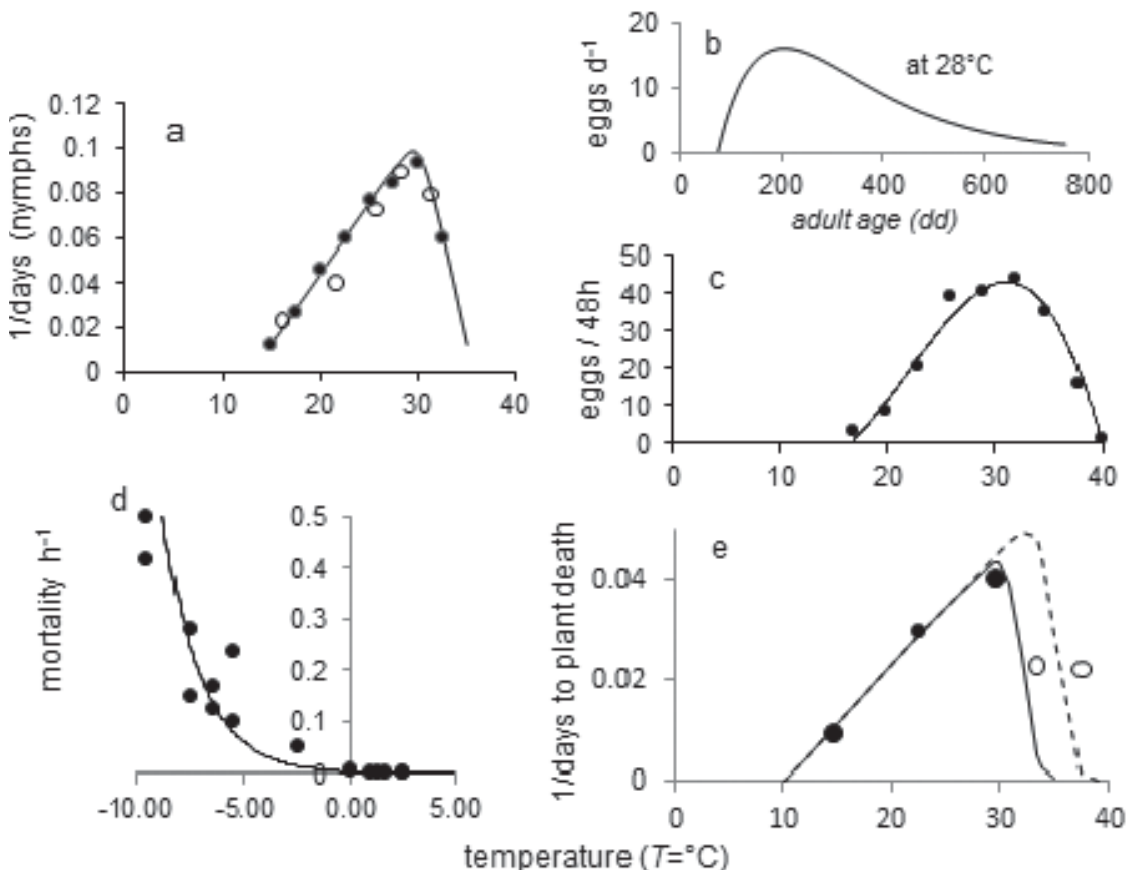 a
1/days (nymphs)
0.12
0.1
0.08
0.06
0.04
0.02
0
0 10 20 30 40
b
at 28°C
eggs d⁻¹
20
10
0
0 200 400 600 800
adult age (dd)
c
eggs / 48h
50
40
30
20
10
0
0 10 20 30 40
d
mortality h⁻¹
0.5
0.4
0.3
0.2
0.1
0
-10.00 -5.00 0.00 5.00
e
1/days to plant death
0.04
0.02
0
0 10 20 30 40
temperature (T=°C)